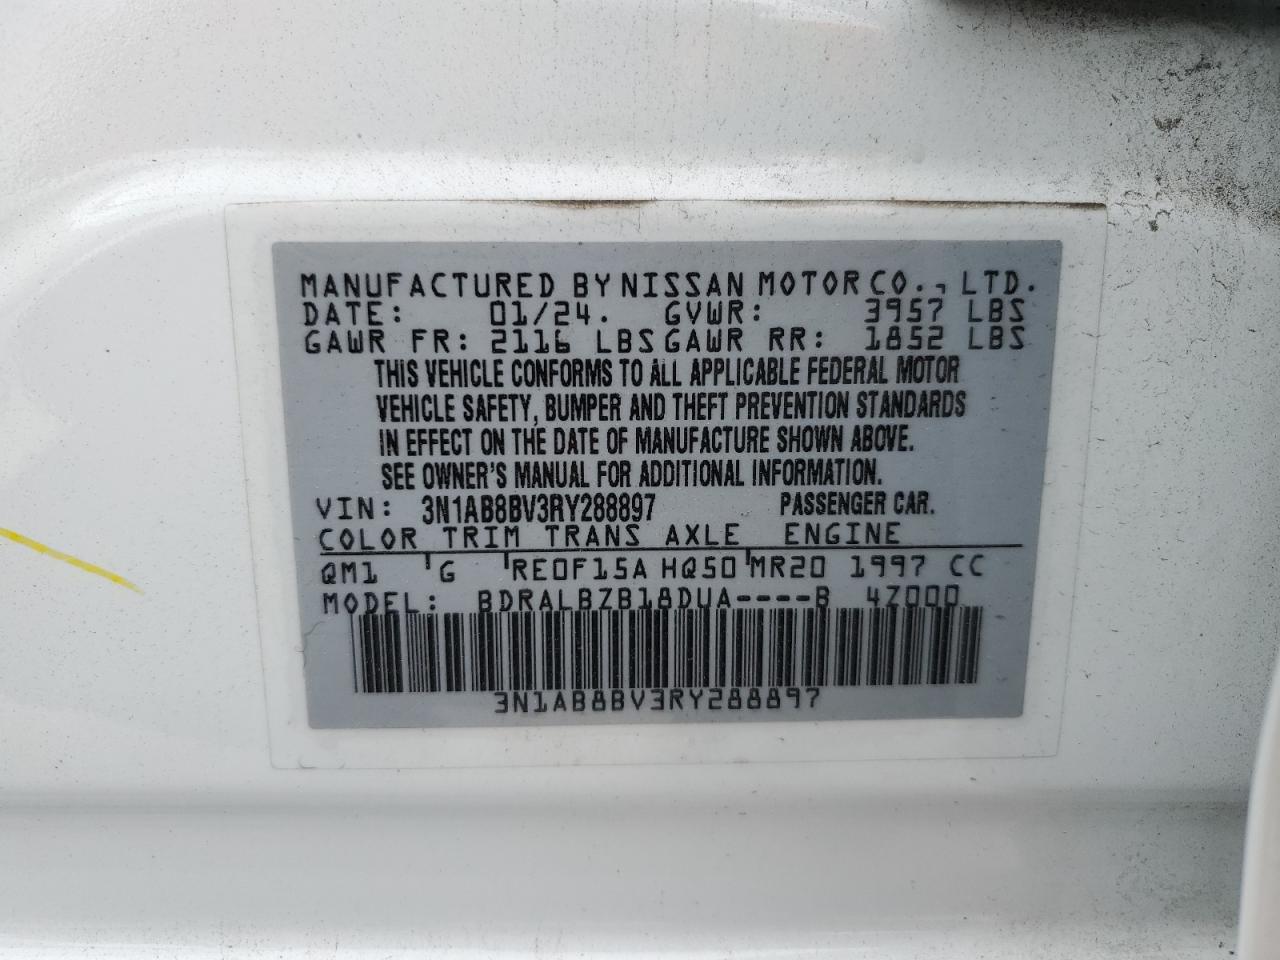 MANUFACTURED BY NISSAN MOTOR CO., LTD.
DATE: 01/24. GVWR: 3957 LBS
GAWR FR: 2116 LBS GAWR RR: 1852 LBS
THIS VEHICLE CONFORMS TO ALL APPLICABLE FEDERAL MOTOR
VEHICLE SAFETY, BUMPER AND THEFT PREVENTION STANDARDS
IN EFFECT ON THE DATE OF MANUFACTURE SHOWN ABOVE.
SEE OWNER'S MANUAL FOR ADDITIONAL INFORMATION.
VIN: 3N1AB8BV3RY288897 PASSENGER CAR.
COLOR TRIM TRANS AXLE ENGINE
QM1 G RE0F15A HQ50 MR20 1997 CC
MODEL: BDRALBZB18DUA----B 4Z000
3N1AB8BV3RY288897